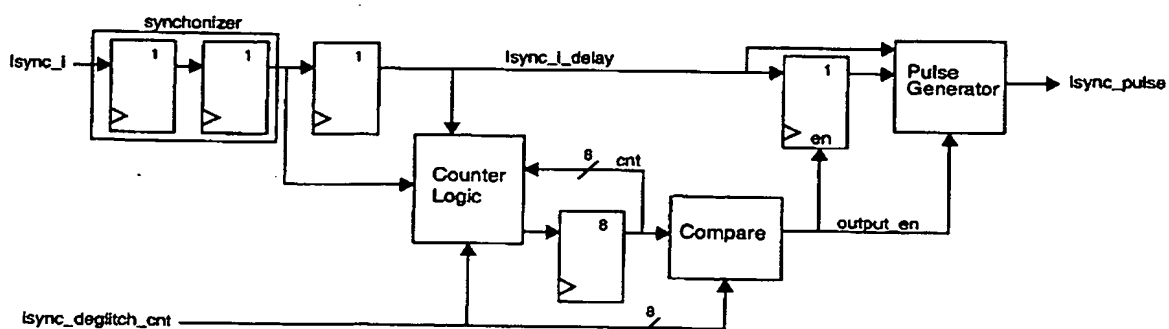 synchonizer
lsync_i
1
1
1
lsync_i_delay
1
en
Pulse
Generator
lsync_pulse
Counter
Logic
8
cnt
8
Compare
output_en
lsync_deglitch_cnt
8